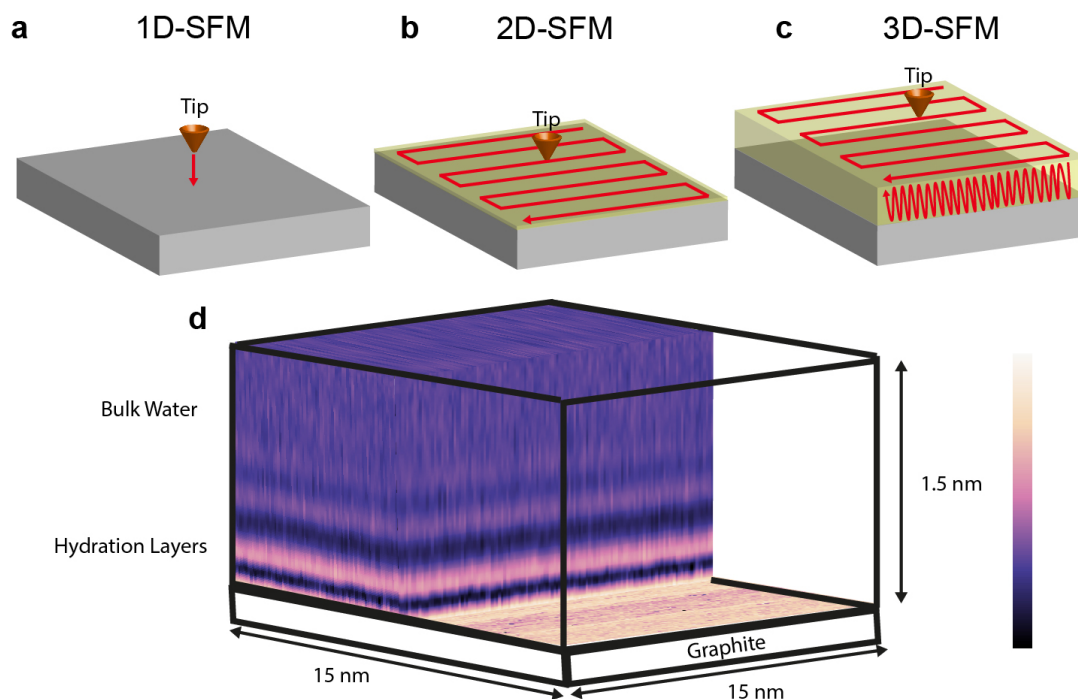 a 1D-SFM
b 2D-SFM
c 3D-SFM
Tip
Tip
Tip
d
Bulk Water
Hydration Layers
1.5 nm
Graphite
15 nm
15 nm